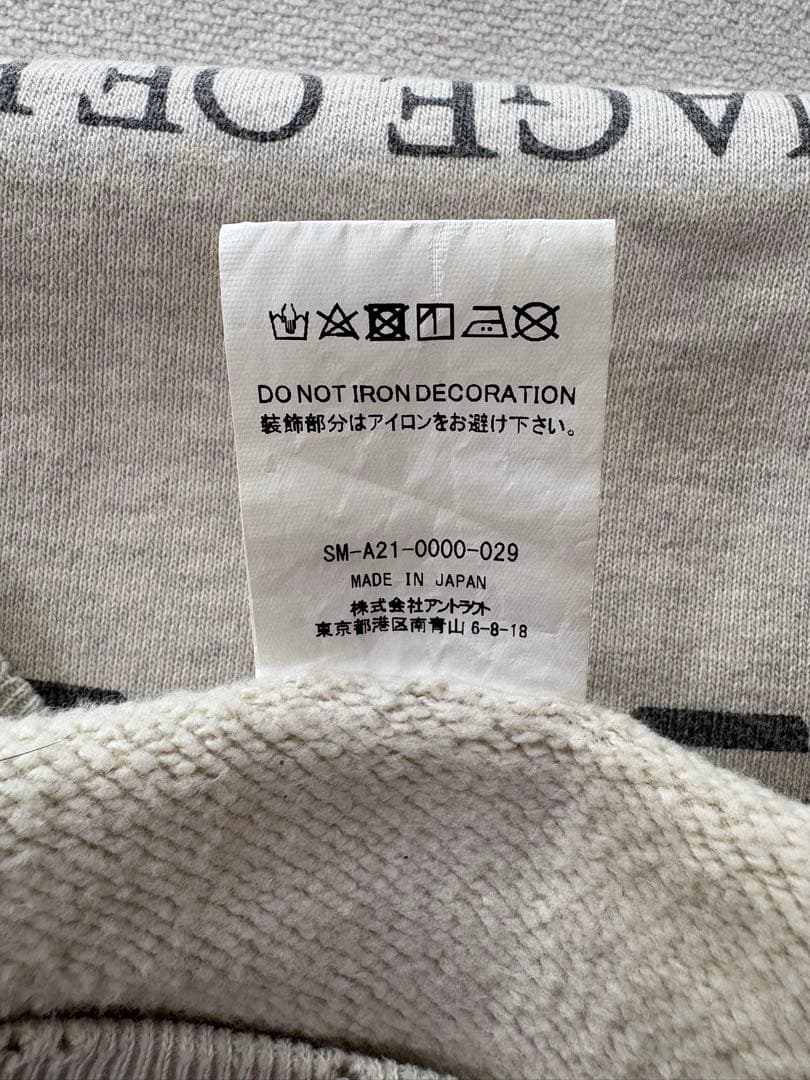 AGE OF
DO NOT IRON DECORATION
装飾部分はアイロンをお避け下さい。
SM-A21-0000-029
MADE IN JAPAN
株式会社アントラクト
東京都港区南青山 6-8-18